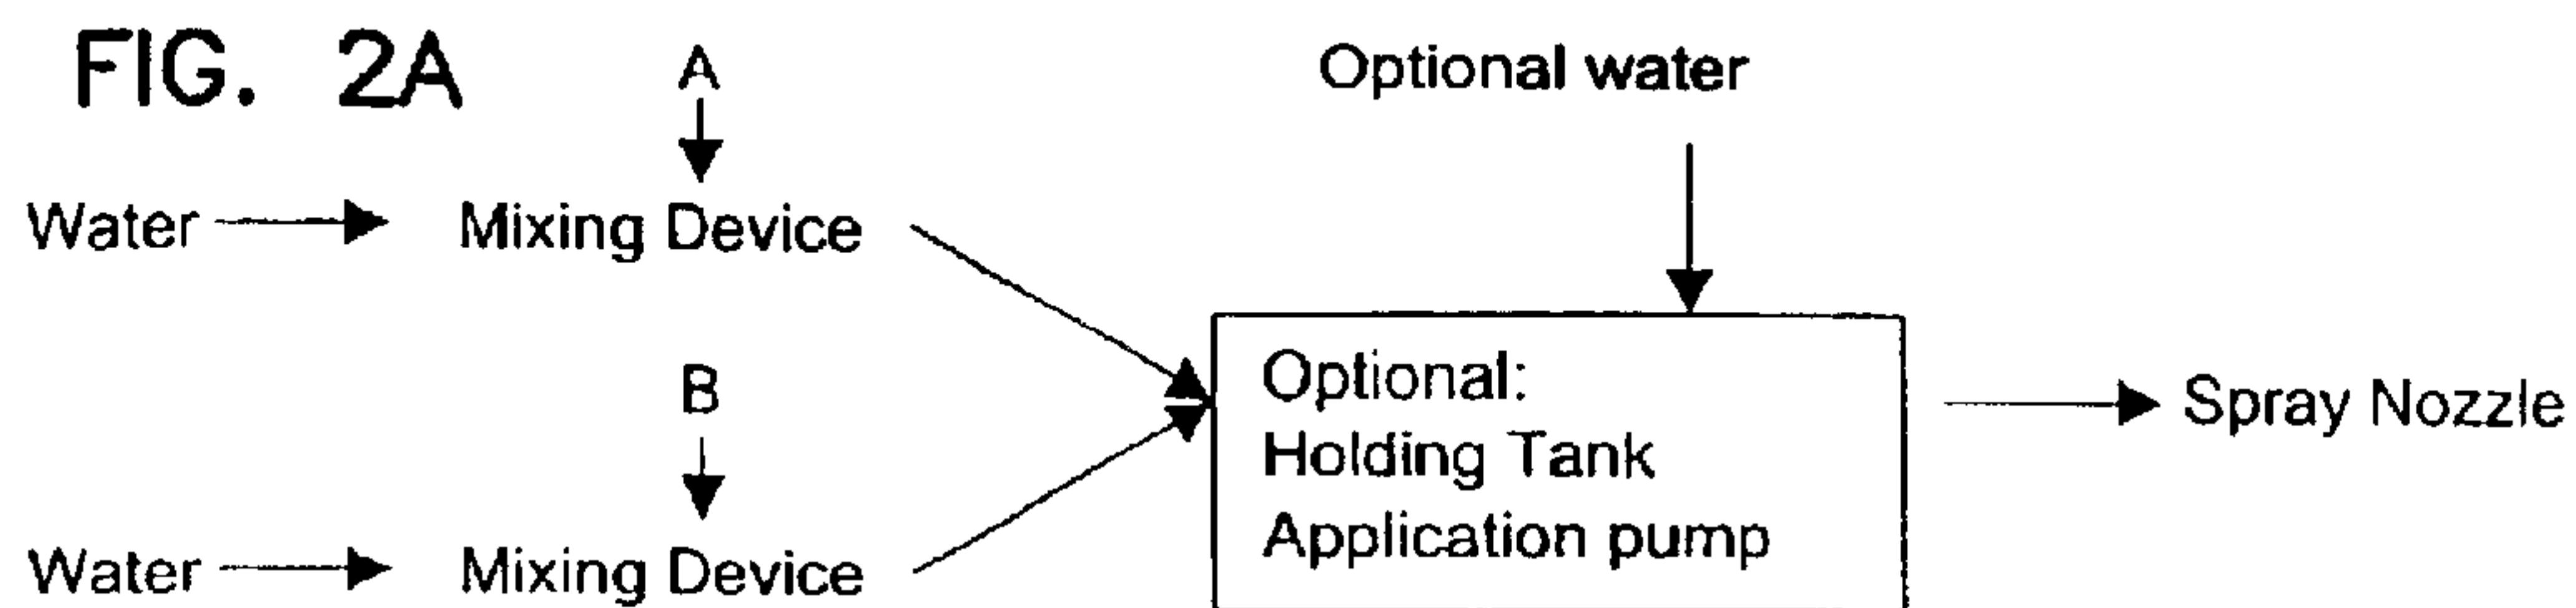 FIG. 2A
A
Optional water
Water
Mixing Device
B
Optional:
Holding Tank
Application pump
Spray Nozzle
Water
Mixing Device